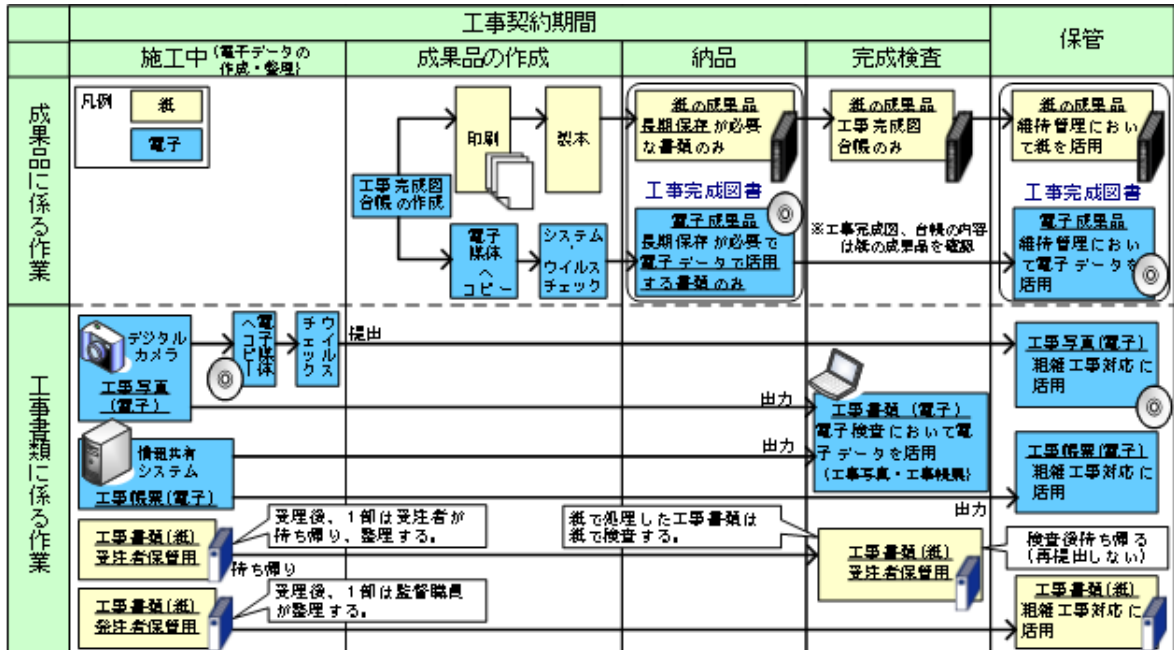 工事契約期間
保管
施工中(電子データの
作成・整理)
成果品の作成
納品
完成検査
成果品に係る作業
凡例
紙
電子
工事完成図
台帳の作成
印刷
製本
電子
媒体
へ
コピー
システム
・
ウイルス
チェック
紙の成果品
長期保存が必要
な書類のみ
工事完成図書
電子成果品
長期保存が必要で
電子データで活用
する書類のみ
紙の成果品
工事完成図
台帳のみ
※工事完成図、台帳の内容
は紙の成果品を確認
紙の成果品
維持管理におい
て紙を活用
工事完成図書
電子成果品
維持管理におい
て電子データを
活用
工事書類に係る作業
デジタル
カメラ
工事写真
(電子)
電子媒体
へコピー
ウイルス
チェック
提出
出力
工事写真(電子)
粗雑工事対応に
活用
情報共有
システム
工事帳票(電子)
出力
工事書類(電子)
電子検査において電
子データを活用
(工事写真・工事帳票)
出力
工事帳票(電子)
粗雑工事対応に
活用
工事書類(紙)
受注者保管用
受理後、1部は受注者が
持ち帰り、整理する。
持ち帰り
紙で処理した工事書類は
紙で検査する。
工事書類(紙)
受注者保管用
検査後持ち帰る
(再提出しない)
工事書類(紙)
発注者保管用
受理後、1部は監督職員
が整理する。
工事書類(紙)
粗雑工事対応に
活用